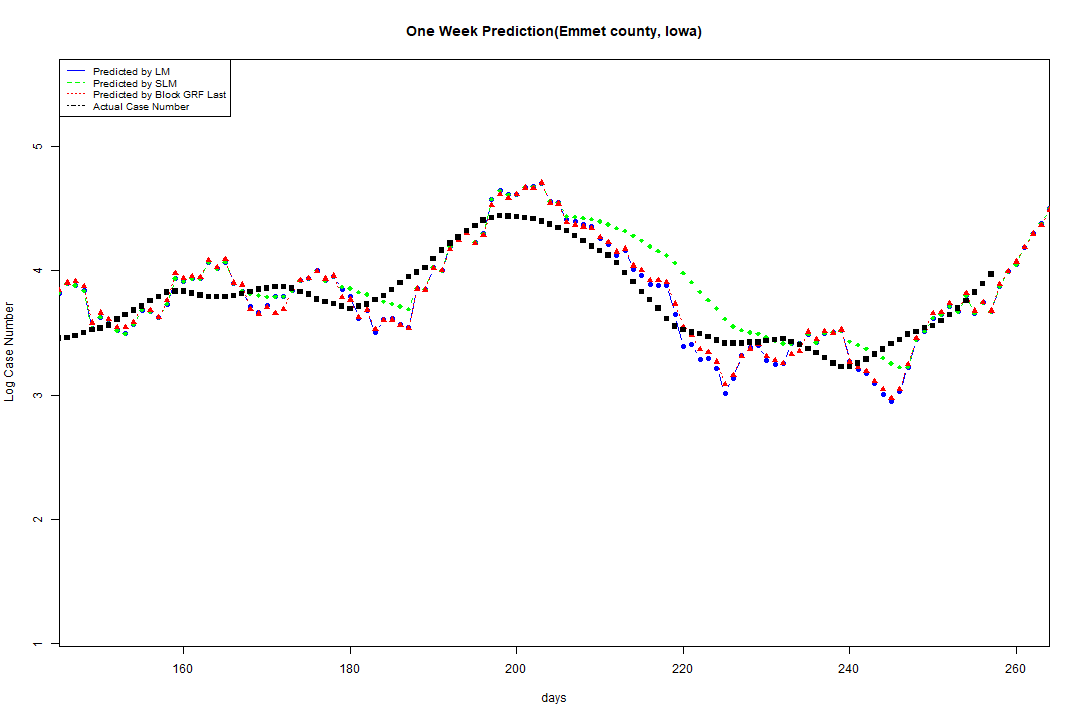 One Week Prediction(Emmet county, Iowa)
Predicted by LM
Predicted by SLM
Predicted by Block GRF Last
Actual Case Number
5
4
3
2
1
Log Case Number
160 180 200 220 240 260
days